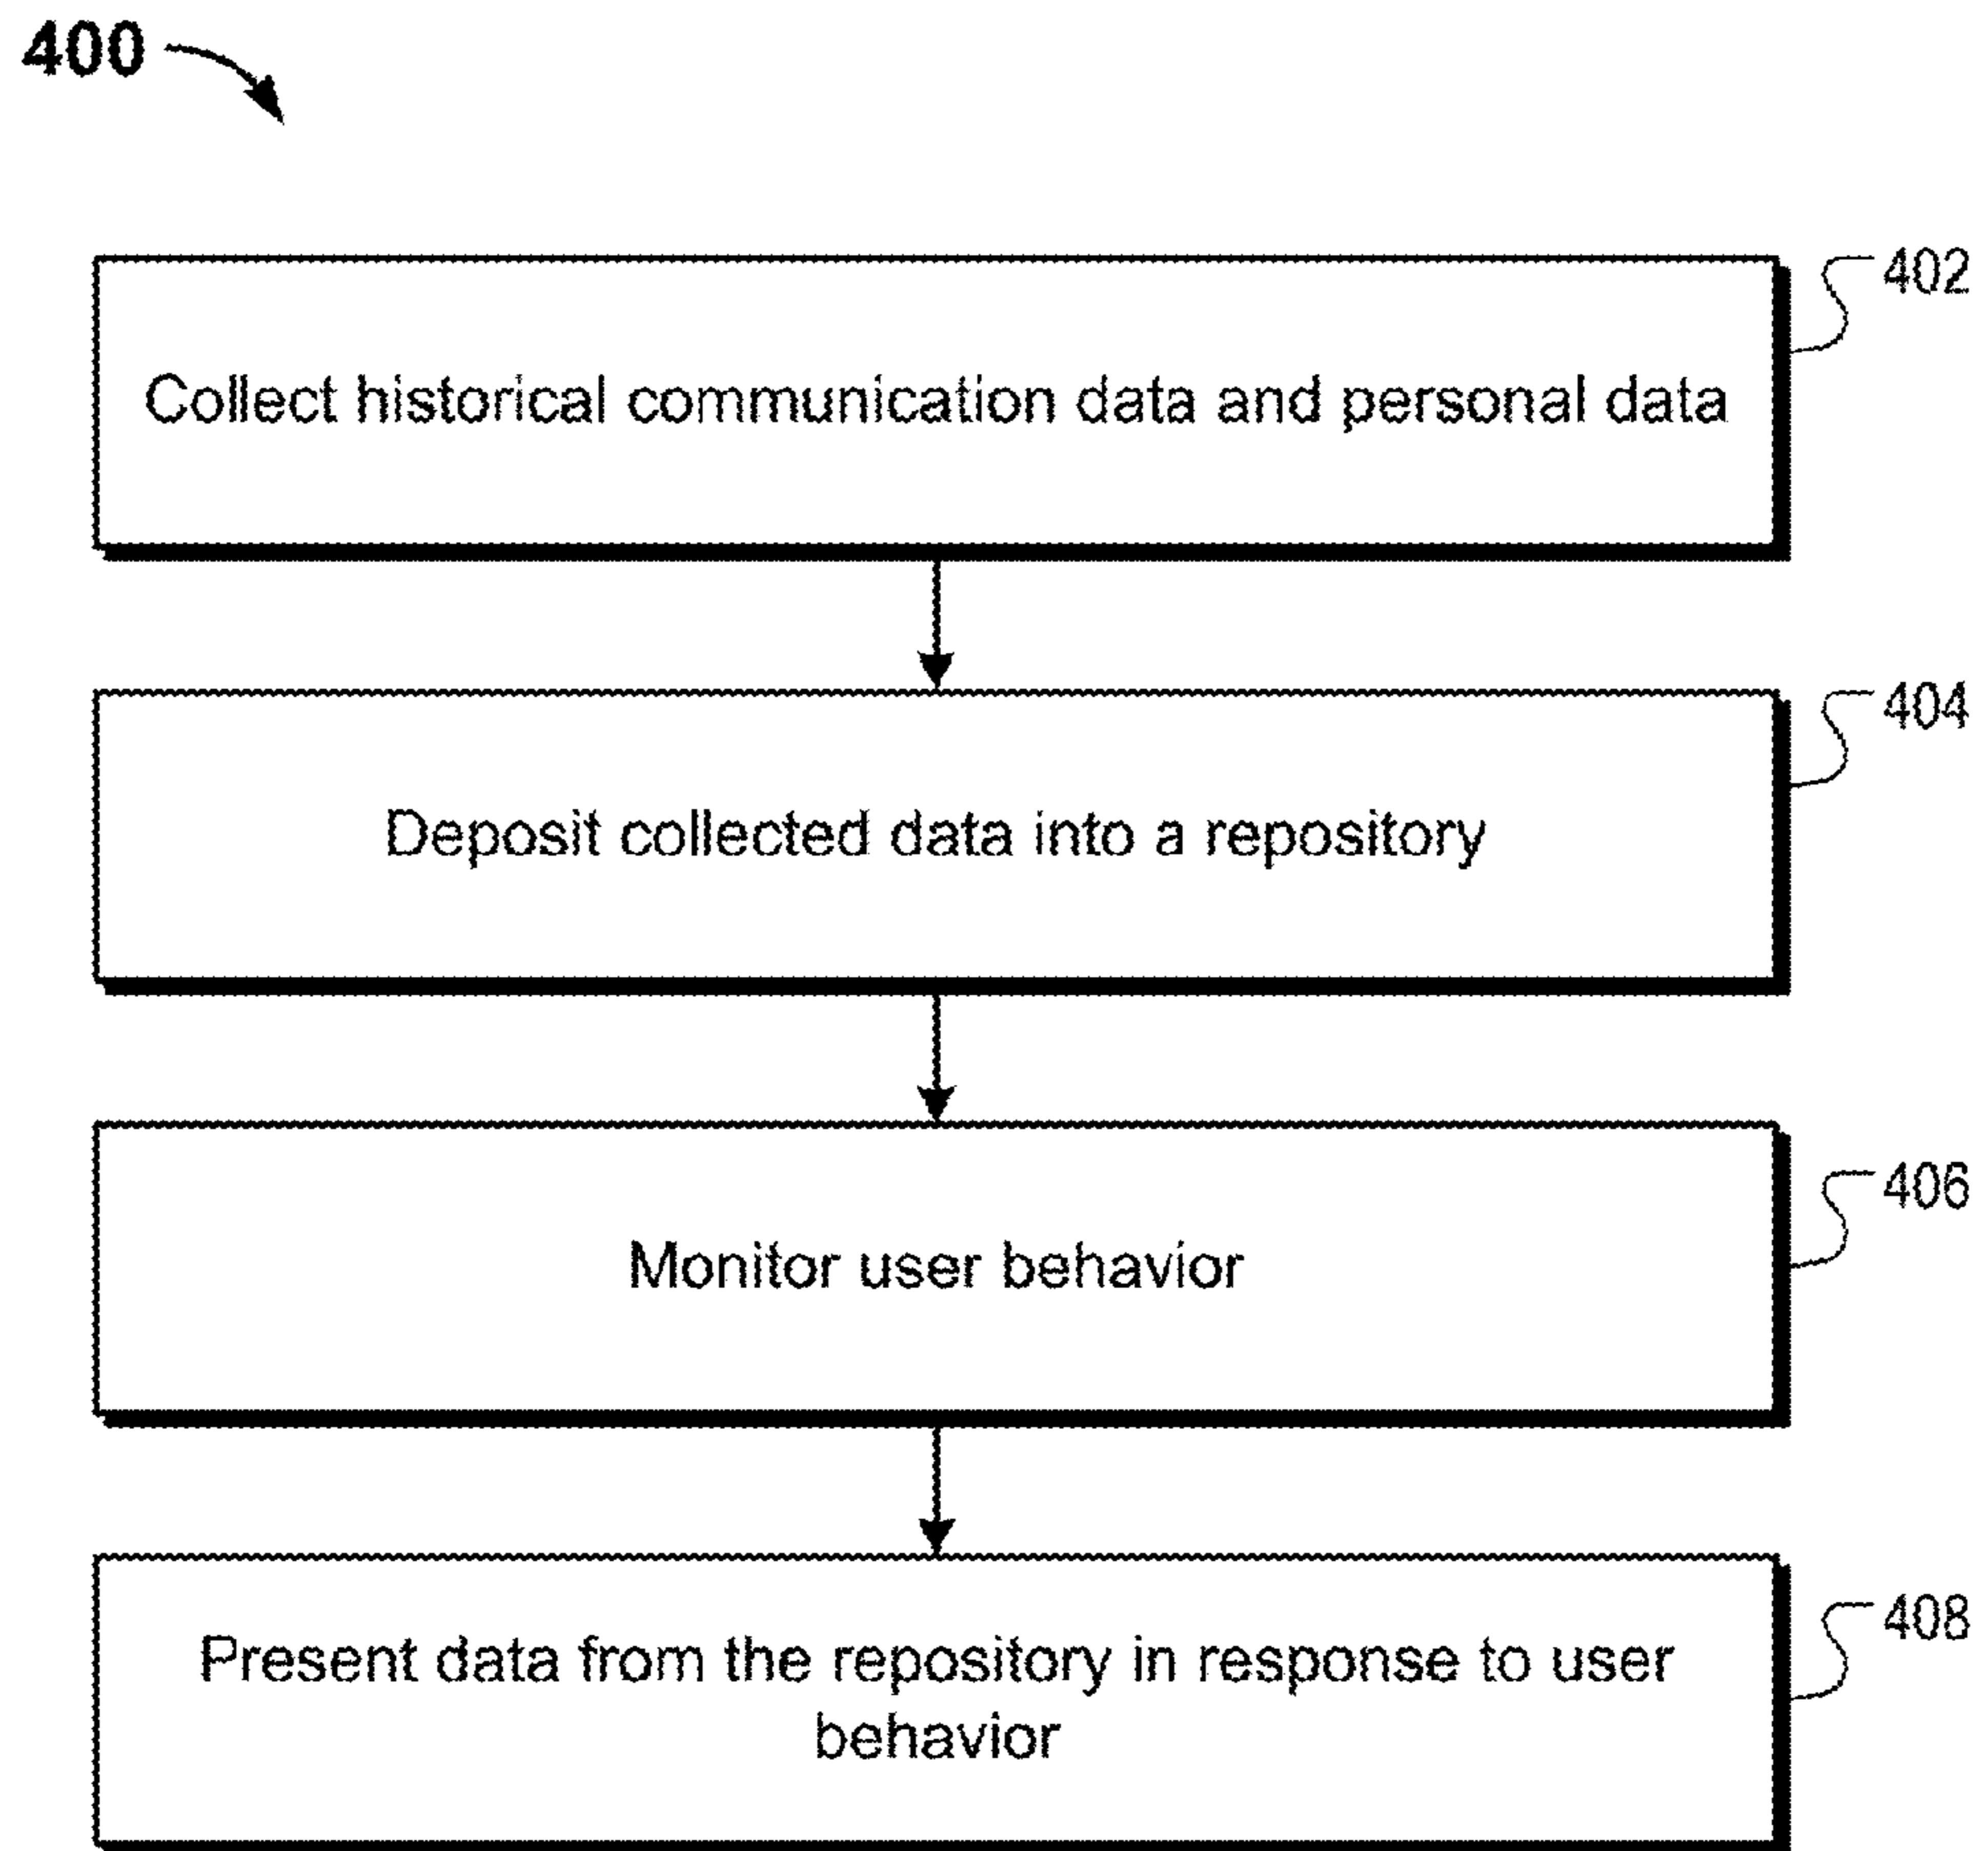 400
402
Collect historical communication data and personal data
404
Deposit collected data into a repository
406
Monitor user behavior
408
Present data from the repository in response to user
behavior